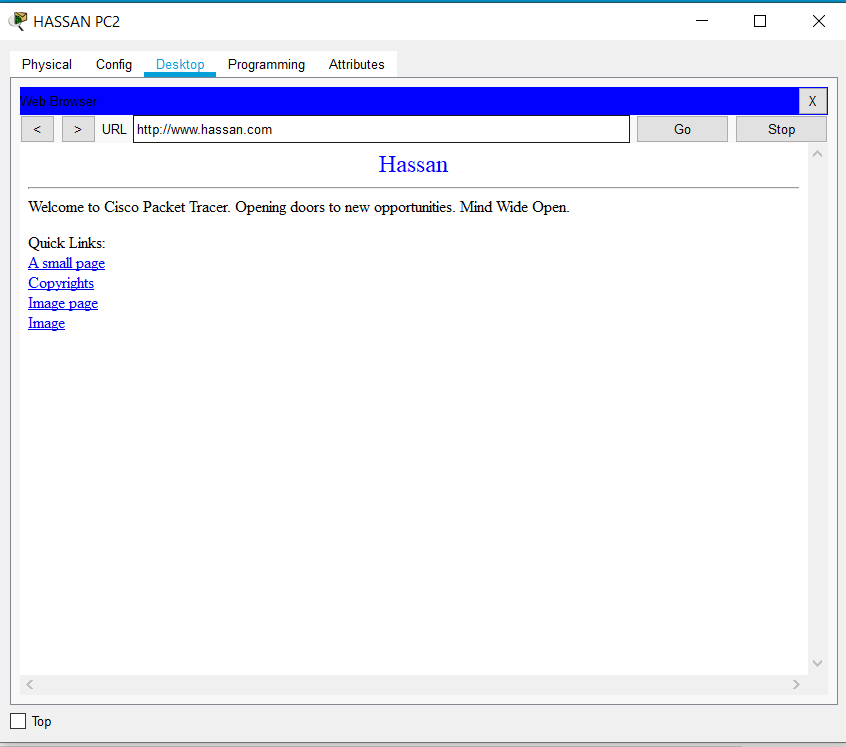 HASSAN PC2
Physical Config Desktop Programming Attributes
Web Browser X
< > URL http://www.hassan.com Go Stop
Hassan
Welcome to Cisco Packet Tracer. Opening doors to new opportunities. Mind Wide Open.
Quick Links:
A small page
Copyrights
Image page
Image
Top